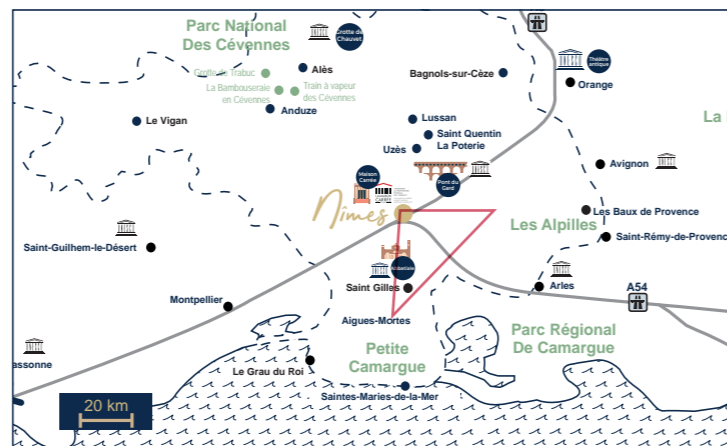 Parc National
Des Cévennes
Grotte de
Chauvet
Grotte de Trabuc
Alès
La Bambouseraie
en Cévennes
Train à vapeur
des Cévennes
Anduze
Bagnols-sur-Cèze
Théâtre
antique
Orange
La
Le Vigan
Lussan
Saint Quentin
La Poterie
Uzès
Avignon
Maison
Carrée
Pont du
Gard
Nîmes
Les Baux de Provence
Les Alpilles
Saint-Rémy-de-Provence
Saint-Guilhem-le-Désert
Abbatiale
Saint Gilles
Arles
A54
Montpellier
Aigues-Mortes
Parc Régional
De Camargue
assonne
Petite
Camargue
Le Grau du Roi
Saintes-Maries-de-la-Mer
20 km